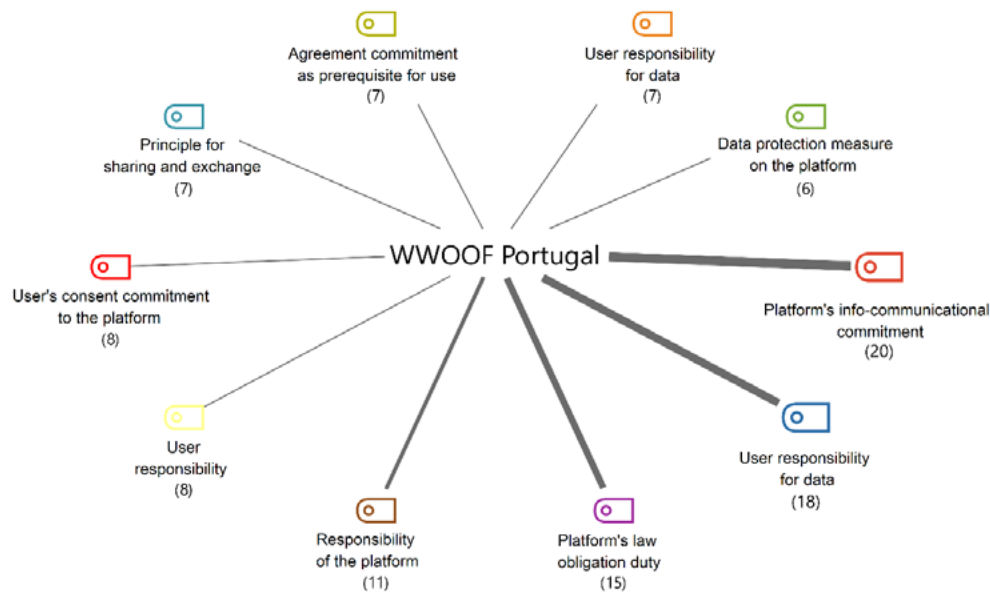 Agreement commitment
as prerequisite for use
(7)
User responsibility
for data
(7)
Principle for
sharing and exchange
(7)
Data protection measure
on the platform
(6)
WWOOF Portugal
User's consent commitment
to the platform
(8)
Platform's info-communicational
commitment
(20)
User
responsibility
(8)
User responsibility
for data
(18)
Responsibility
of the platform
(11)
Platform's law
obligation duty
(15)